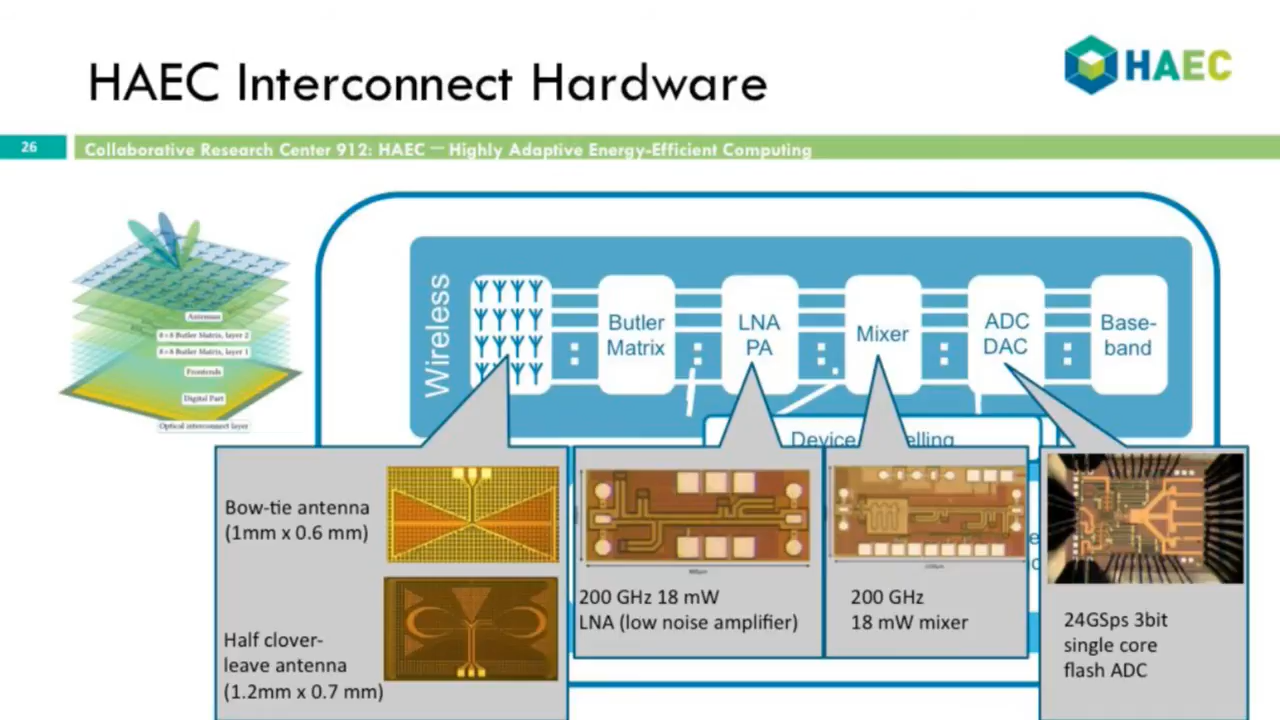 HAEC Interconnect Hardware
HAEC
26
Collaborative Research Center 912: HAEC — Highly Adaptive Energy-Efficient Computing
Antennas
8×8 Butler Matrix, layer 2
8×8 Butler Matrix, layer 1
Frontends
Digital Part
Optical interconnect layer
Wireless
Butler
Matrix
LNA
PA
Mixer
ADC
DAC
Base-
band
Device
elling
Bow-tie antenna
(1mm x 0.6 mm)
Half clover-
leave antenna
(1.2mm x 0.7 mm)
200 GHz 18 mW
LNA (low noise amplifier)
200 GHz
18 mW mixer
24GSps 3bit
single core
flash ADC